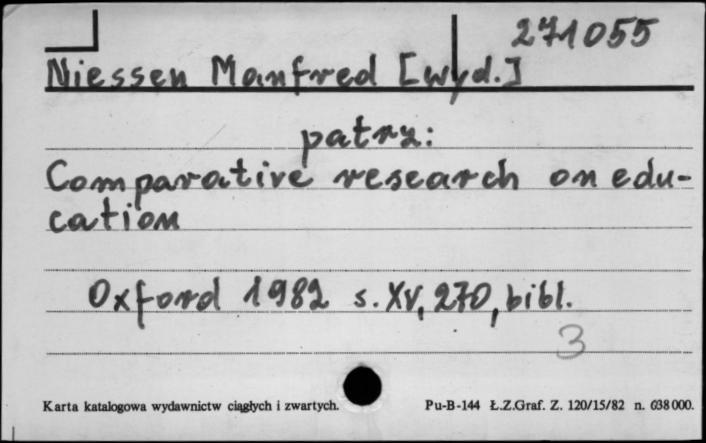 271055
Niessen Manfred [wyd.]
patrz:
Comparative research on edu-
cation
Oxford 1982 s. XV, 270, bibl.
3
Karta katalogowa wydawnictw ciągłych i zwartych.
Pu-B-144 Ł.Z.Graf. Z. 120/15/82 n. 638000.